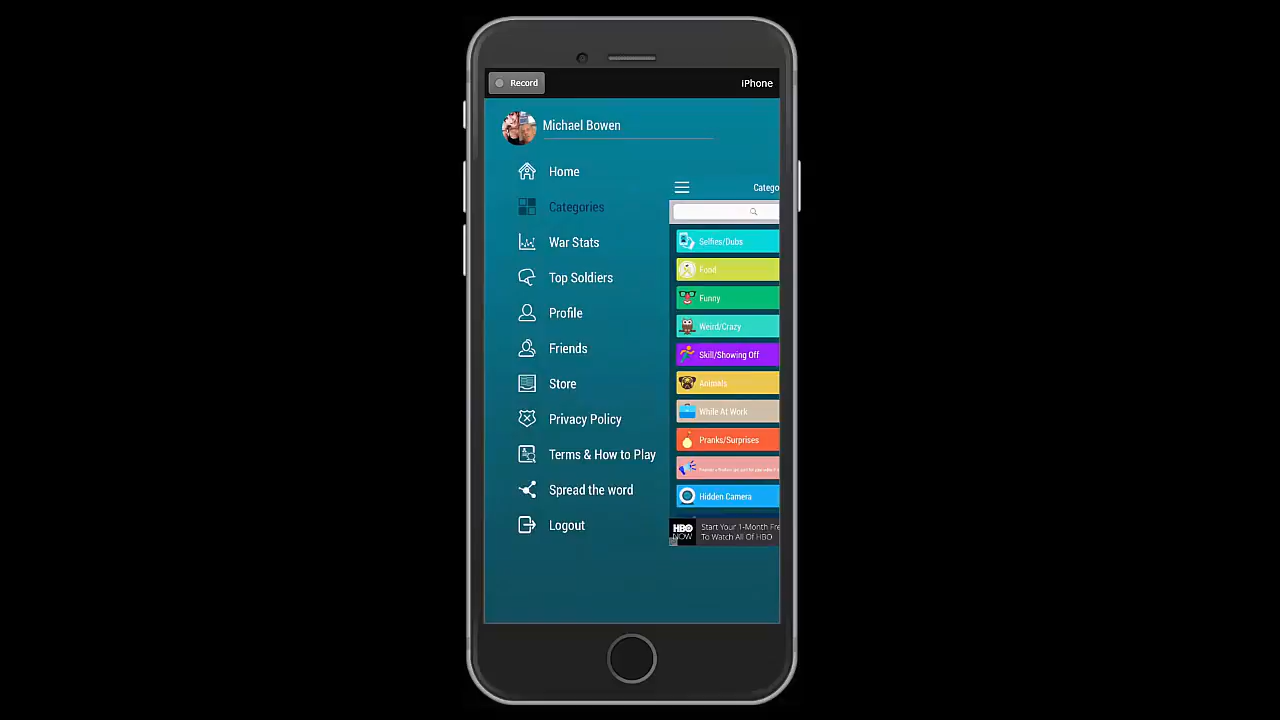 Record
iPhone
Michael Bowen
Home
Categories
War Stats
Top Soldiers
Profile
Friends
Store
Privacy Policy
Terms & How to Play
Spread the word
Logout
Catego
Selfies/Dubs
Food
Funny
Weird/Crazy
Skill/Showing Off
Animals
While At Work
Pranks/Surprises
Hidden Camera
HBO
NOW
Start Your 1-Month Fre
To Watch All Of HBO